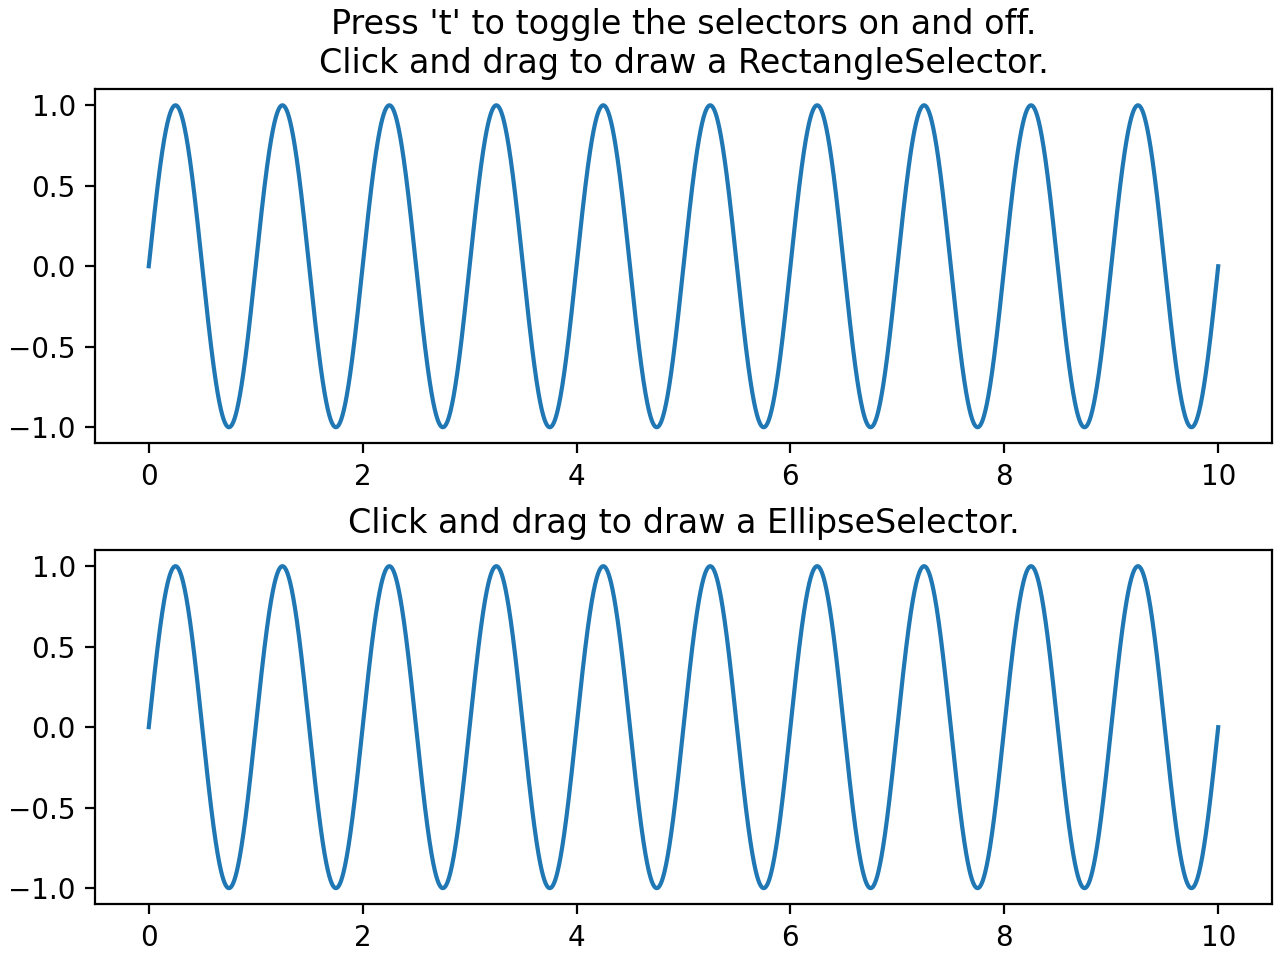 Press 't' to toggle the selectors on and off.
Click and drag to draw a RectangleSelector.
1.0
0.5
0.0
−0.5
−1.0
0 2 4 6 8 10
Click and drag to draw a EllipseSelector.
1.0
0.5
0.0
−0.5
−1.0
0 2 4 6 8 10